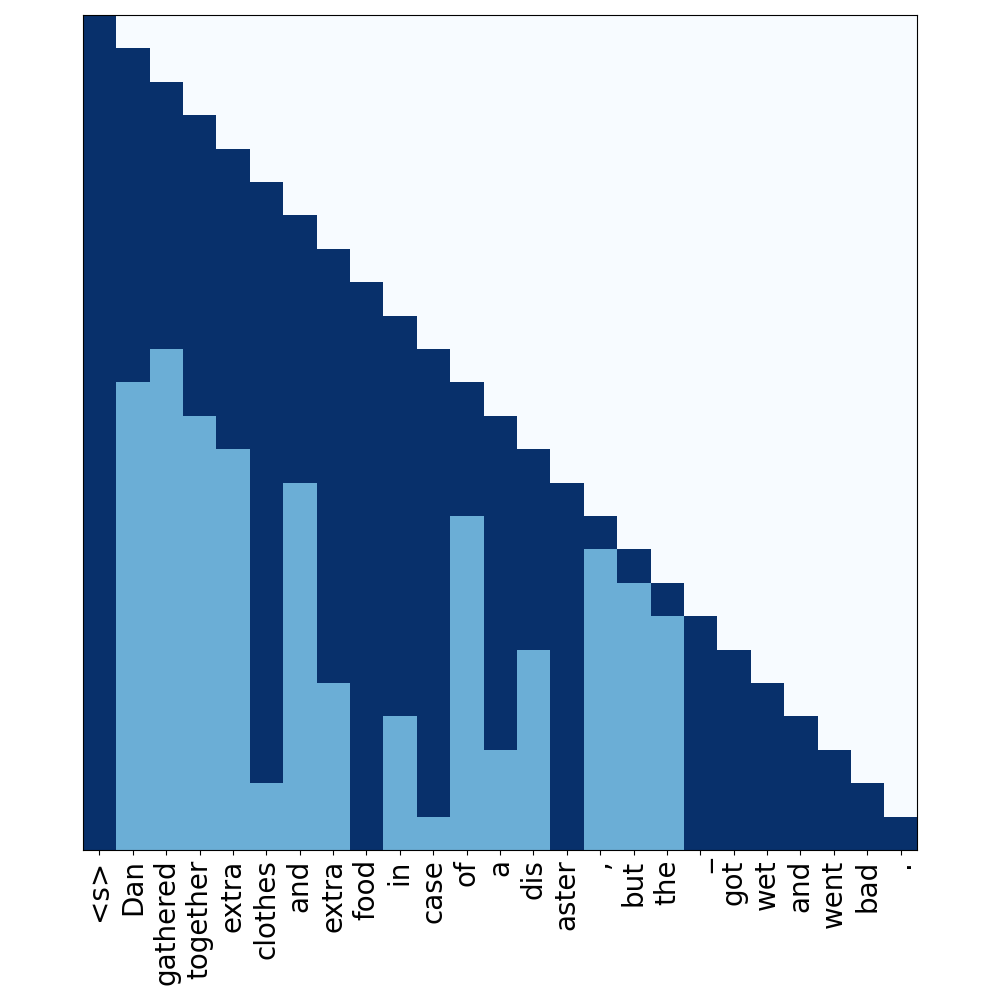 <s> Dan gathered together extra clothes and extra food in case of a dis aster , but the _ got wet and went bad .